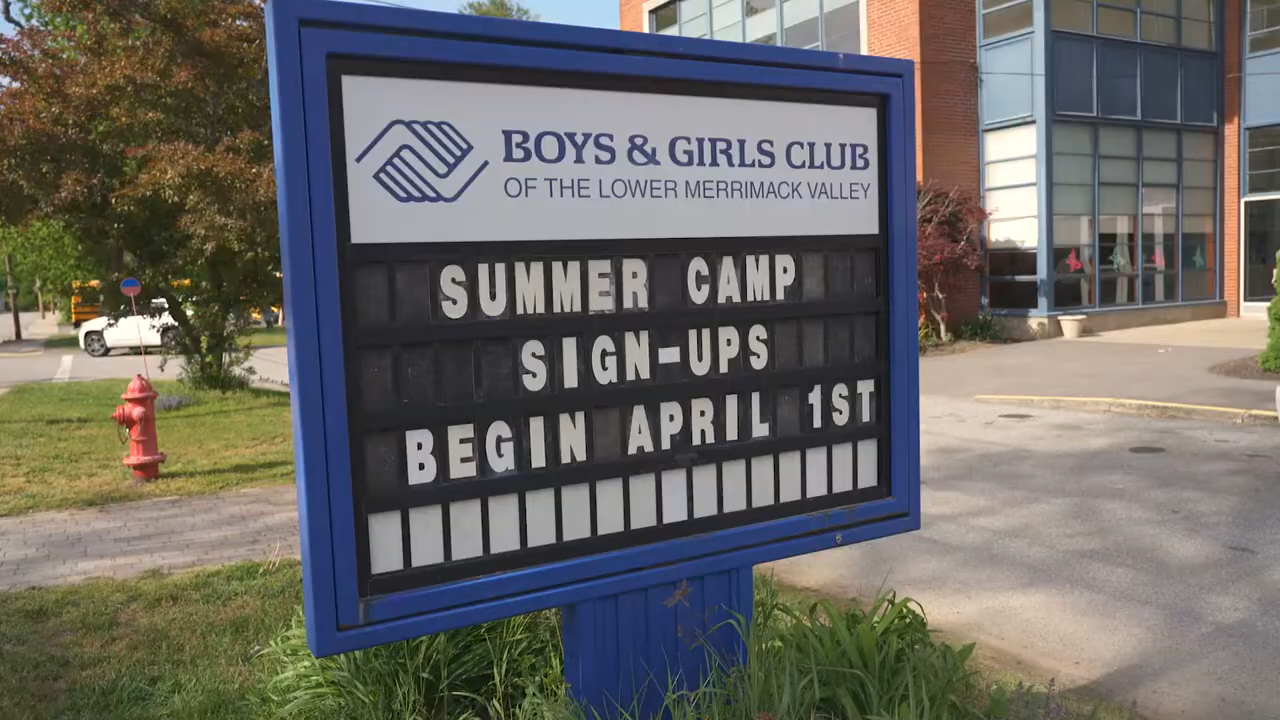 BOYS & GIRLS CLUB
OF THE LOWER MERRIMACK VALLEY
SUMMER CAMP
SIGN-UPS
BEGIN APRIL 1ST